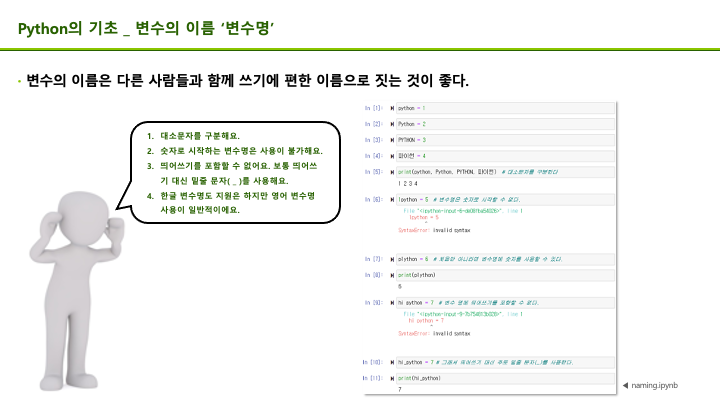 Python의 기초 _ 변수의 이름 ‘변수명’
• 변수의 이름은 다른 사람들과 함께 쓰기에 편한 이름으로 짓는 것이 좋다.
1. 대소문자를 구분해요.
2. 숫자로 시작하는 변수명은 사용이 불가해요.
3. 띄어쓰기를 포함할 수 없어요. 보통 띄어쓰
기 대신 밑줄 문자( _ )를 사용해요.
4. 한글 변수명도 지원은 하지만 영어 변수명
사용이 일반적이에요.
In [1]: python = 1
In [2]: Python = 2
In [3]: PYTHON = 3
In [4]: 파이썬 = 4
In [5]: print(python, Python, PYTHON, 파이썬) # 대소문자를 구분한다
1 2 3 4
In [6]: 1python = 5 # 변수명은 숫자로 시작할 수 없다.
File "<ipython-input-6-
1python = 5
^
SyntaxError: invalid syntax
In [7]: p1ython = 6 # 처음만 아니라면 변수명에 숫자를 사용할 수 있다.
In [8]: print(p1ython)
6
In [9]: hi python = 7 # 변수 명에 띄어쓰기를 포함할 수 없다.
File "<ipython-input-9-
hi python = 7
^
SyntaxError: invalid syntax
In [10]: hi_python = 7 # 그래서 띄어쓰기 대신 주로 밑줄 문자(_)를 사용한다.
In [11]: print(hi_python)
7
◀ naming.ipynb